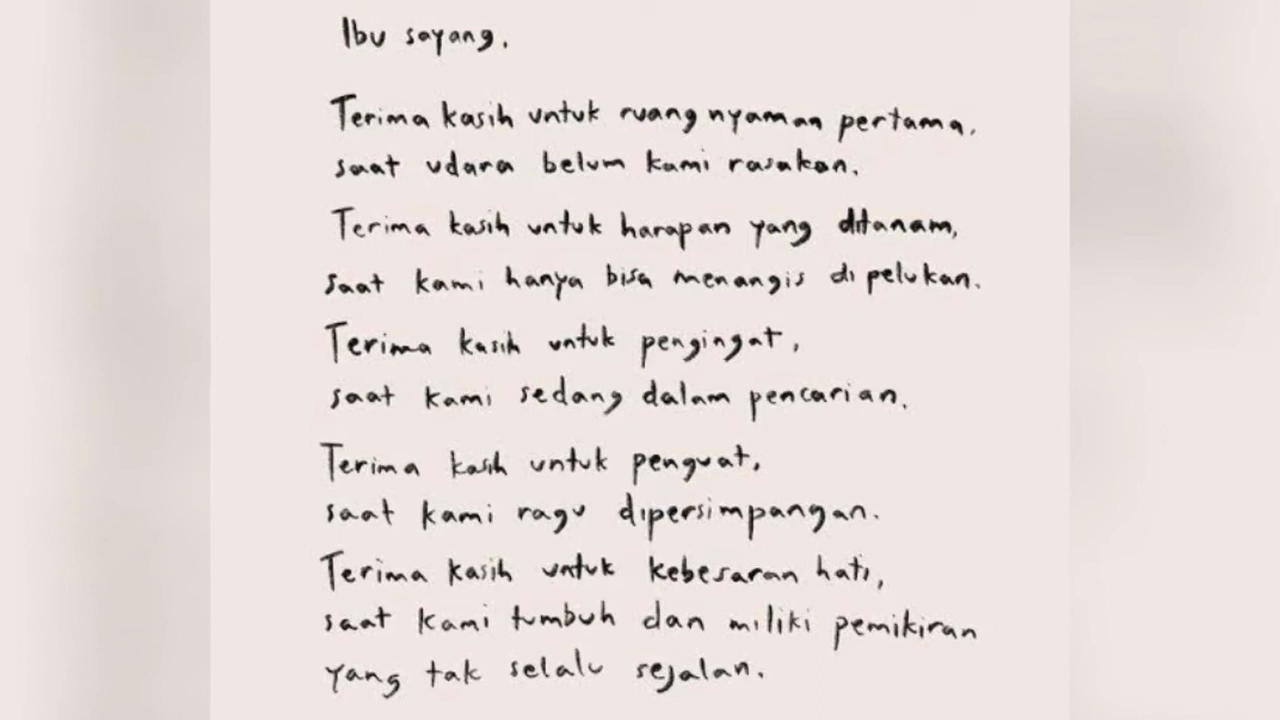 Ibu sayang,
Terima kasih untuk ruang nyaman pertama,
saat udara belum kami rasakan.
Terima kasih untuk harapan yang ditanam,
saat kami hanya bisa menangis di pelukan.
Terima kasih untuk pengingat,
saat kami sedang dalam pencarian.
Terima kasih untuk penguat,
saat kami ragu dipersimpangan.
Terima kasih untuk kebesaran hati,
saat kami tumbuh dan miliki pemikiran
yang tak selalu sejalan.